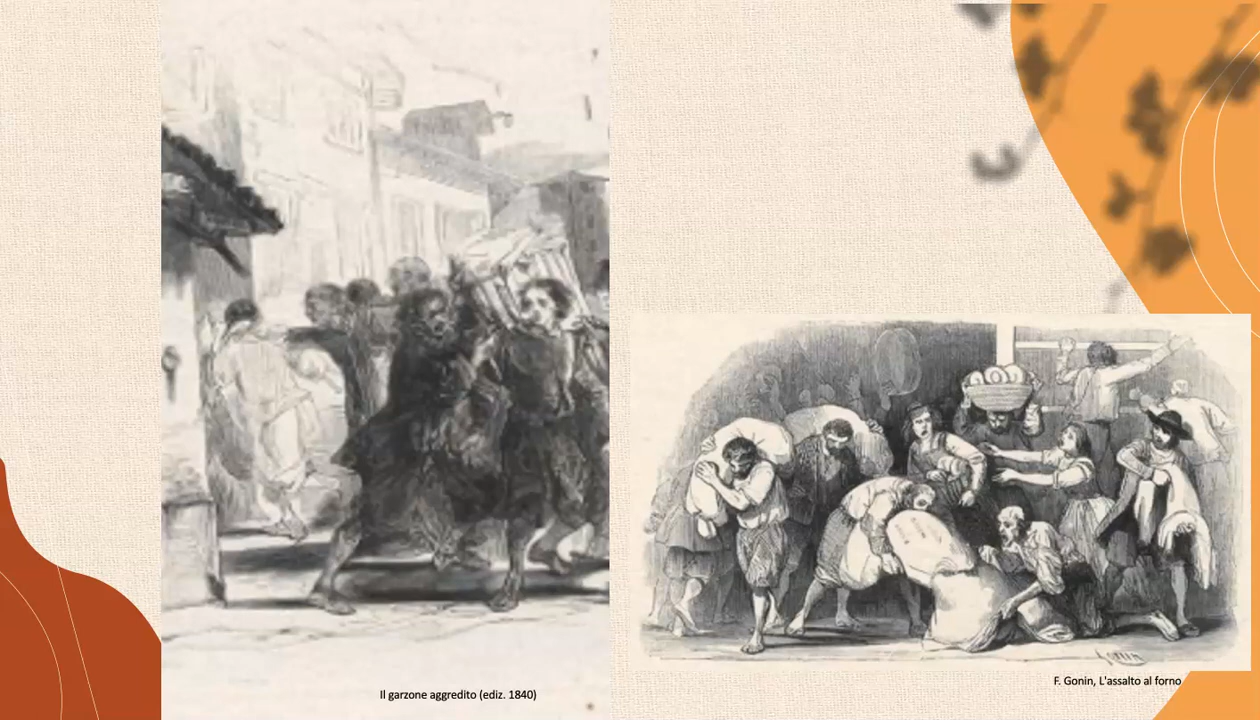 Il garzone aggredito (ediz. 1840)
F. Gonin, L'assalto al forno